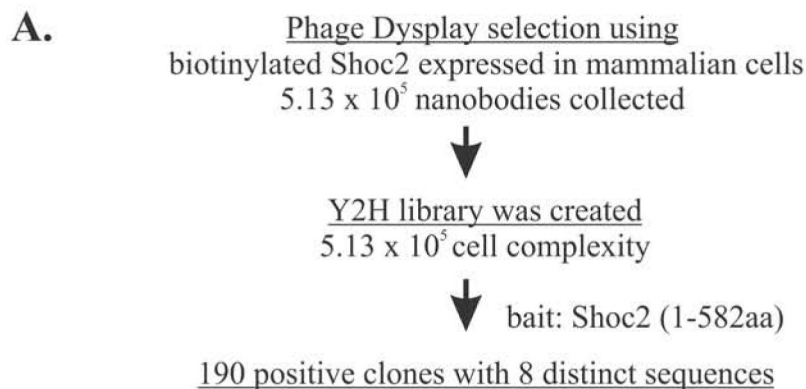 A.
Phage Dysplay selection using
biotinylated Shoc2 expressed in mammalian cells
5.13 x 10⁵ nanobodies collected
Y2H library was created
5.13 x 10⁵ cell complexity
bait: Shoc2 (1-582aa)
190 positive clones with 8 distinct sequences